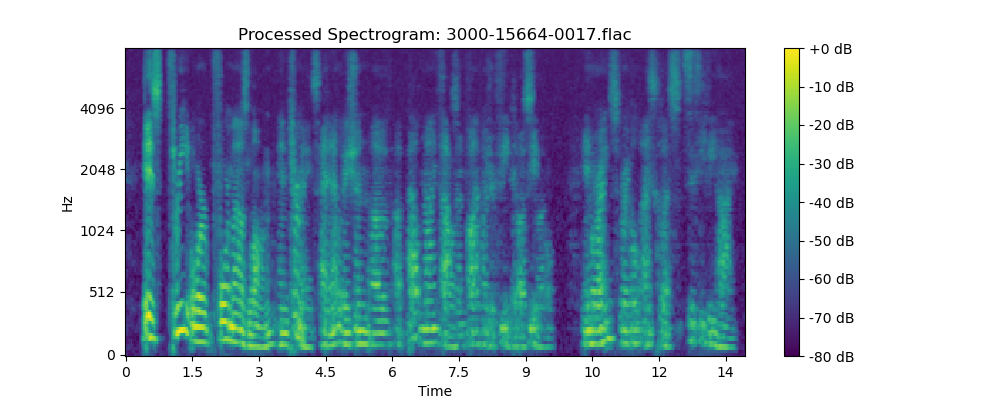 Processed Spectrogram: 3000-15664-0017.flac
Hz
4096
2048
1024
512
0
0 1.5 3 4.5 6 7.5 9 10 12 14
Time
+0 dB
-10 dB
-20 dB
-30 dB
-40 dB
-50 dB
-60 dB
-70 dB
-80 dB